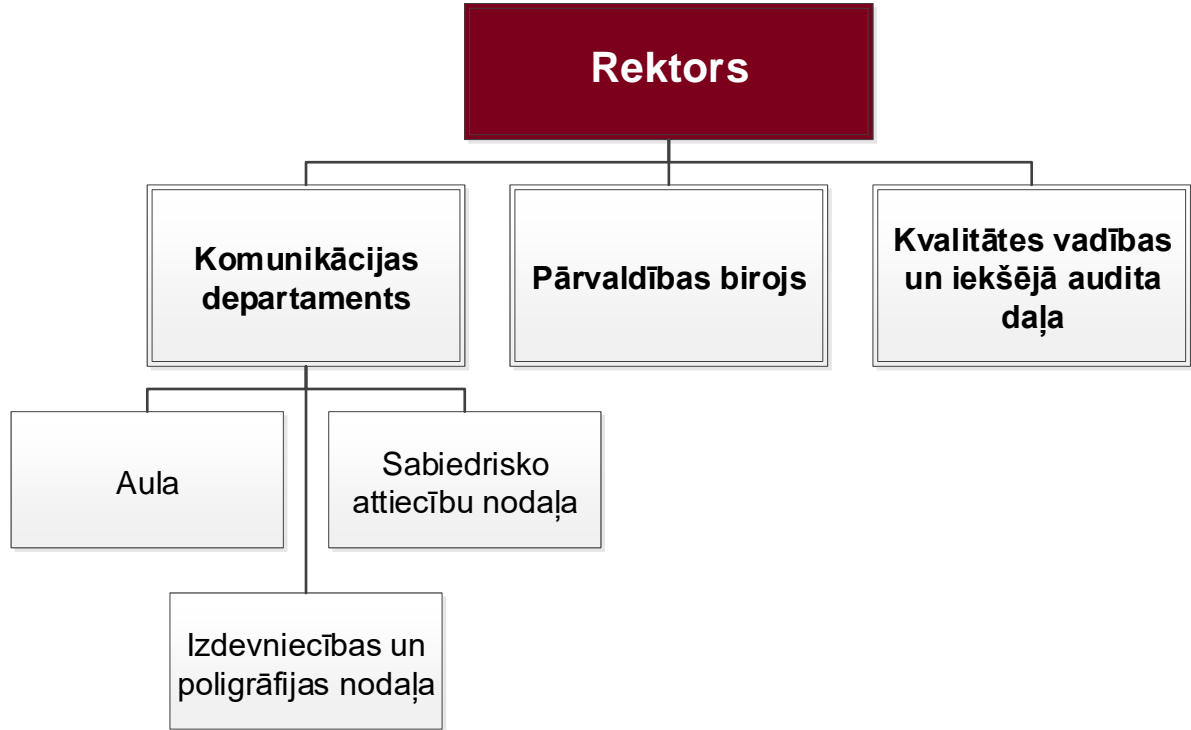 Rektors
Komunikācijas
departaments
Pārvaldības birojs
Kvalitātes vadības
un iekšējā audita
daļa
Aula
Sabiedrisko
attiecību nodaļa
Izdevniecības un
poligrāfijas nodaļa